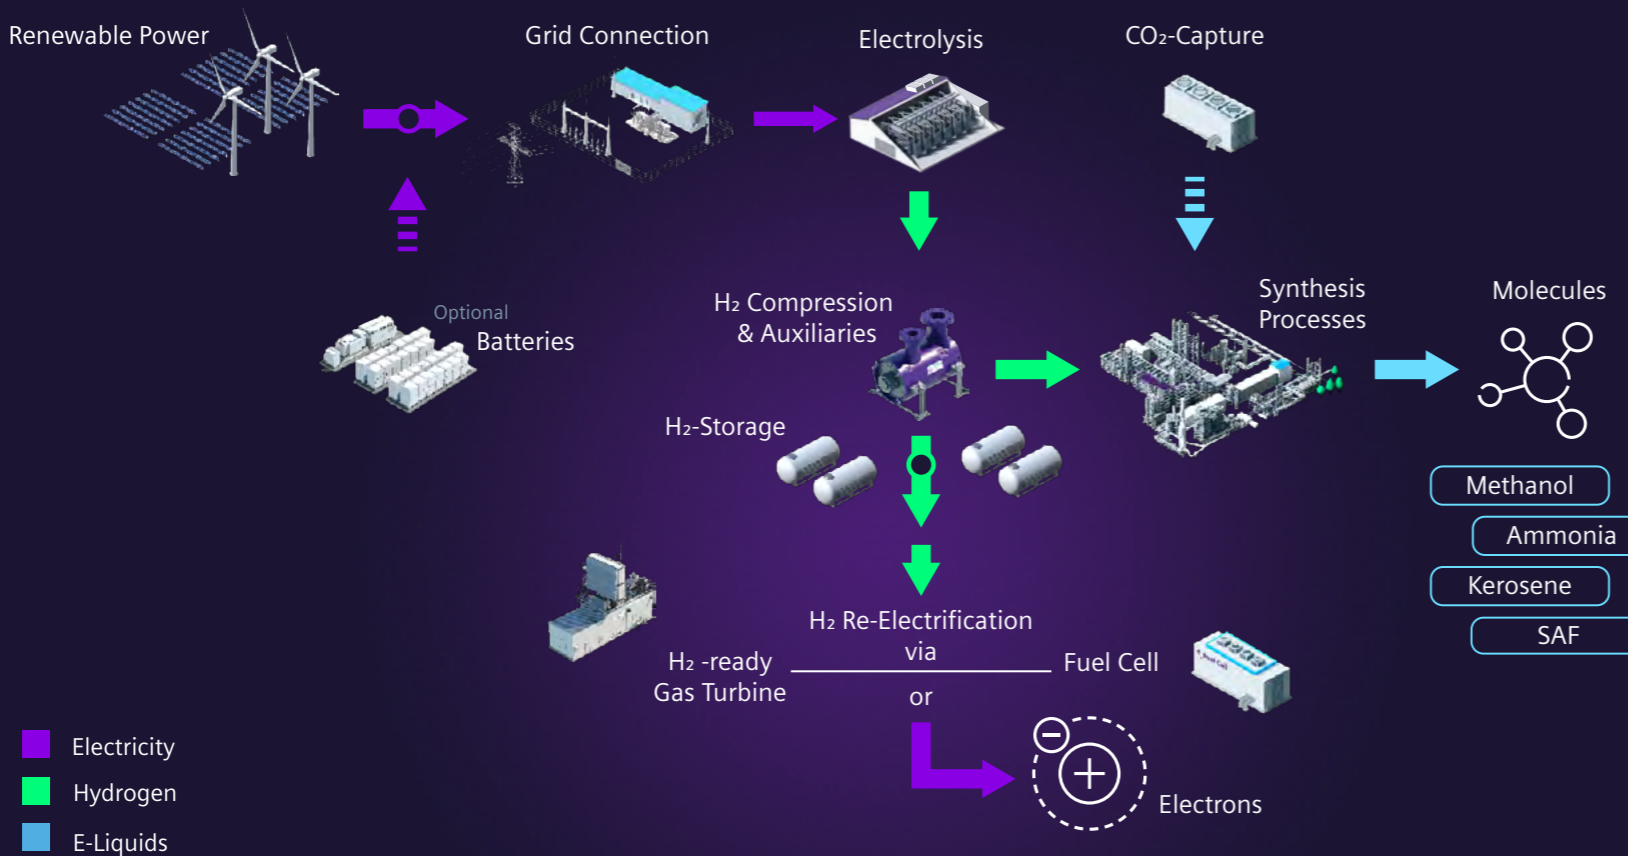 Renewable Power
Grid Connection
Electrolysis
CO₂-Capture
Optional
Batteries
H₂ Compression
& Auxiliaries
Synthesis
Processes
Molecules
H₂-Storage
Methanol
Ammonia
Kerosene
SAF
H₂ Re-Electrification
via
H₂ -ready
Gas Turbine
Fuel Cell
or
Electrons
Electricity
Hydrogen
E-Liquids